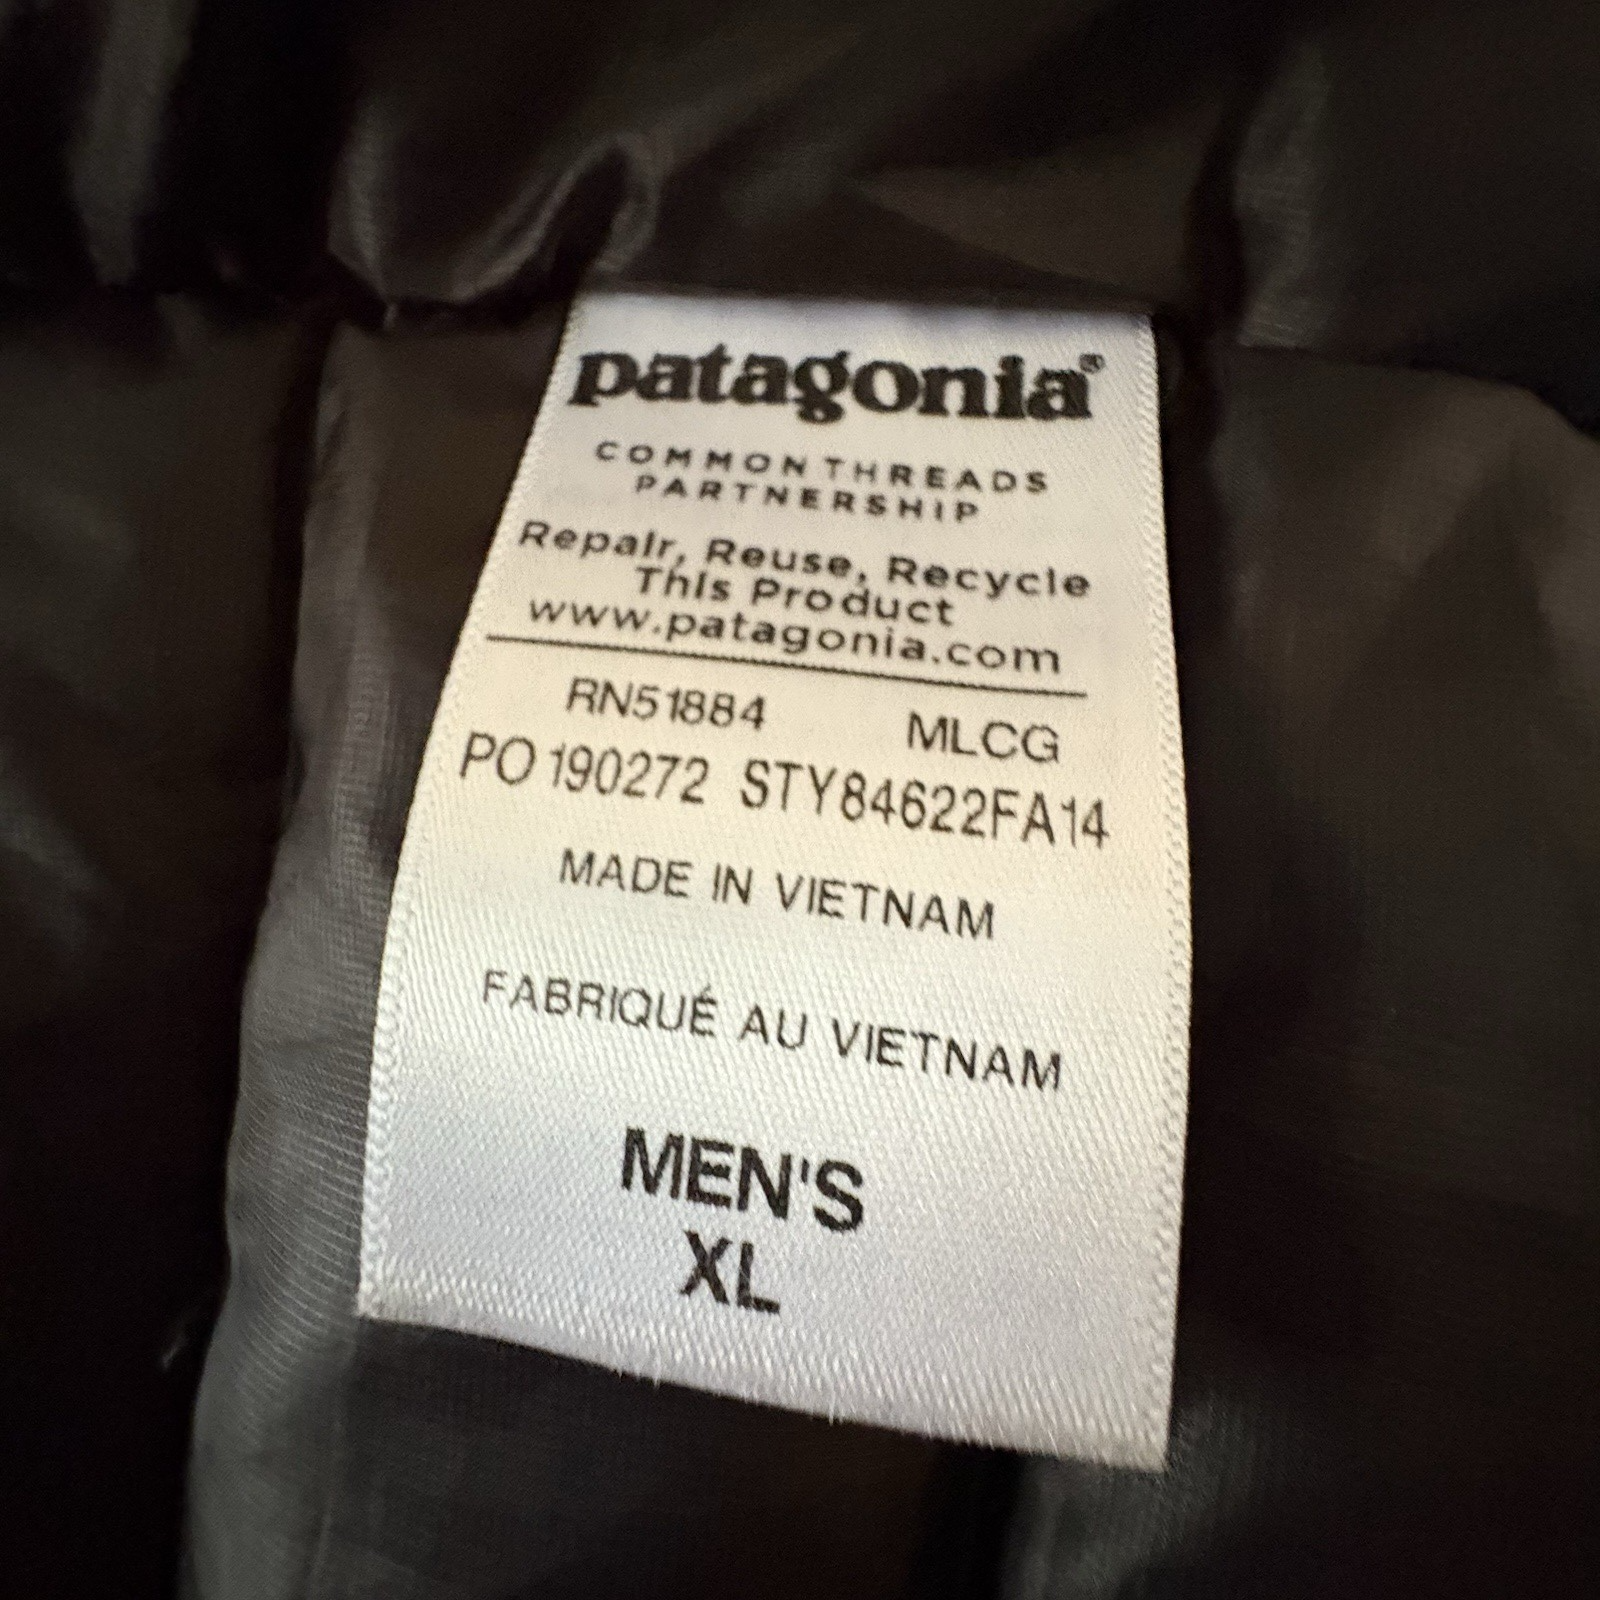 patagonia®
COMMON THREADS
PARTNERSHIP
Repair, Reuse, Recycle
This Product
www.patagonia.com
RN51884 MLCG
PO 190272 STY84622FA14
MADE IN VIETNAM
FABRIQUÉ AU VIETNAM
MEN'S
XL